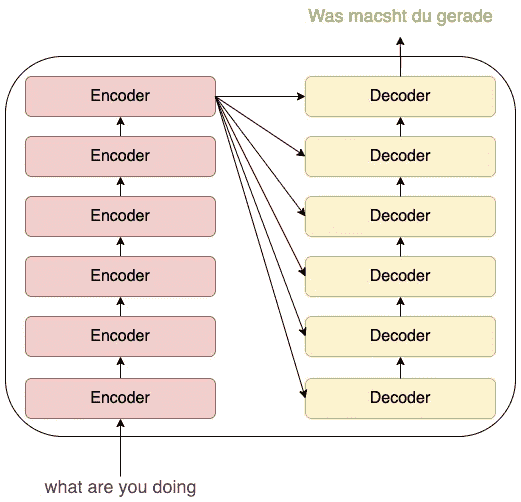 Was macsht du gerade
Encoder
Decoder
Encoder
Decoder
Encoder
Decoder
Encoder
Decoder
Encoder
Decoder
Encoder
Decoder
what are you doing